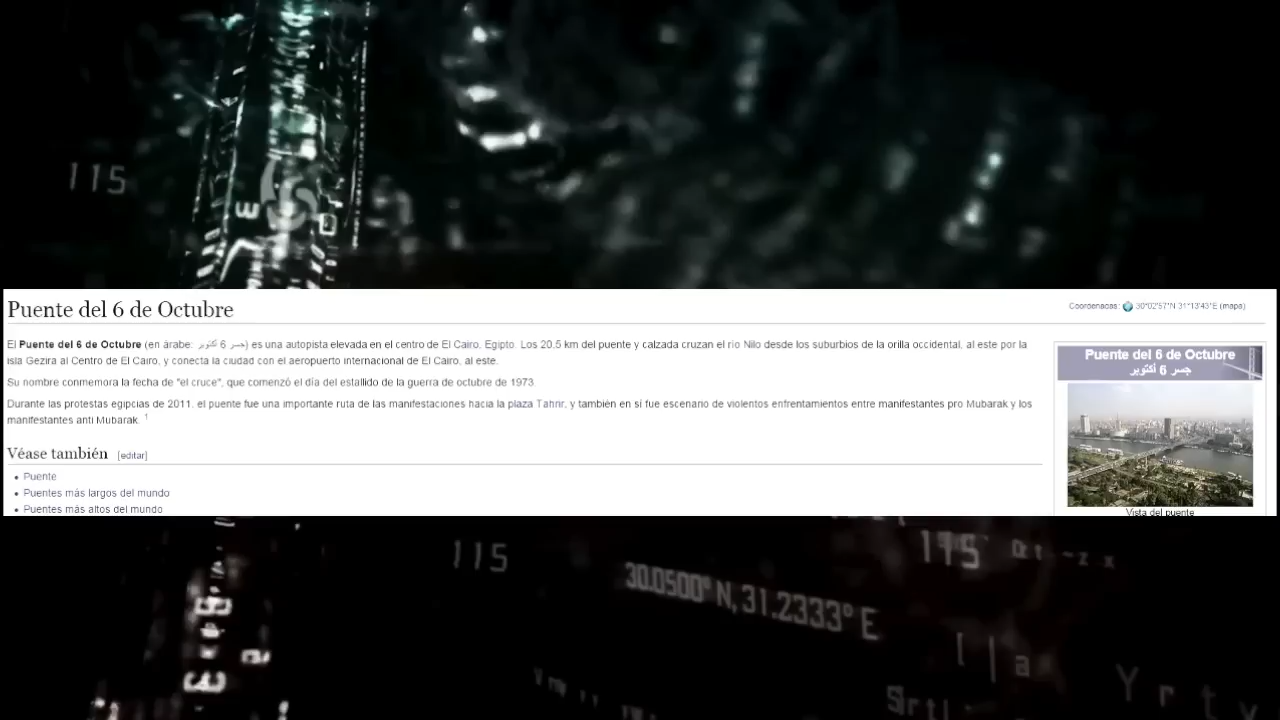 115
E
Puente del 6 de Octubre
Coordenadas: 30°02′57″N 31°13′43″E (mapa)
El Puente del 6 de Octubre (en árabe: جسر 6 أكتوبر) es una autopista elevada en el centro de El Cairo, Egipto. Los 20,5 km del puente y calzada cruzan el río Nilo desde los suburbios de la orilla occidental, al este por la
isla Gezira al Centro de El Cairo, y conecta la ciudad con el aeropuerto internacional de El Cairo, al este.
Su nombre conmemora la fecha de "el cruce", que comenzó el día del estallido de la guerra de octubre de 1973
Durante las protestas egipcias de 2011, el puente fue una importante ruta de las manifestaciones hacia la plaza Tahrir, y también en sí fue escenario de violentos enfrentamientos entre manifestantes pro Mubarak y los
manifestantes anti Mubarak. 1
Puente del 6 de Octubre
جسر 6 أكتوبر
Vista del puente
Véase también [editar]
• Puente
• Puentes más largos del mundo
• Puentes más altos del mundo
115
175
30.0500° N, 31.2333° E